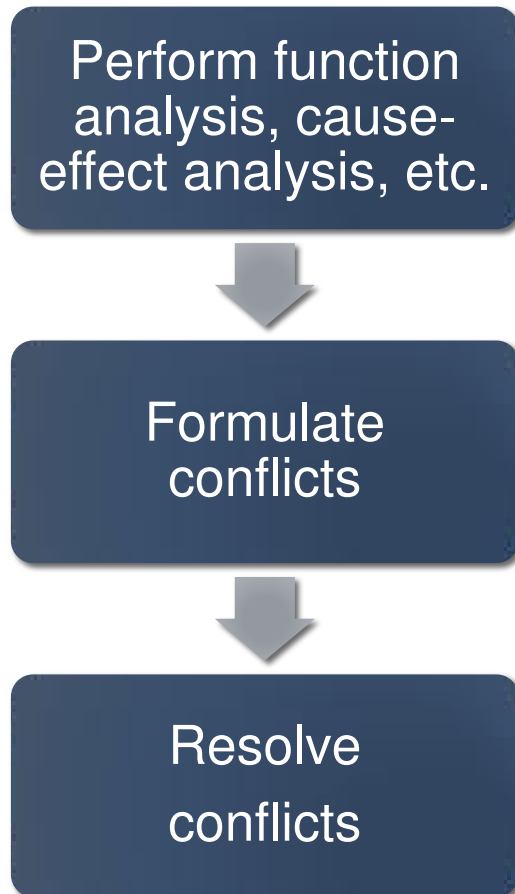 Perform function
analysis, cause-
effect analysis, etc.
Formulate
conflicts
Resolve
conflicts